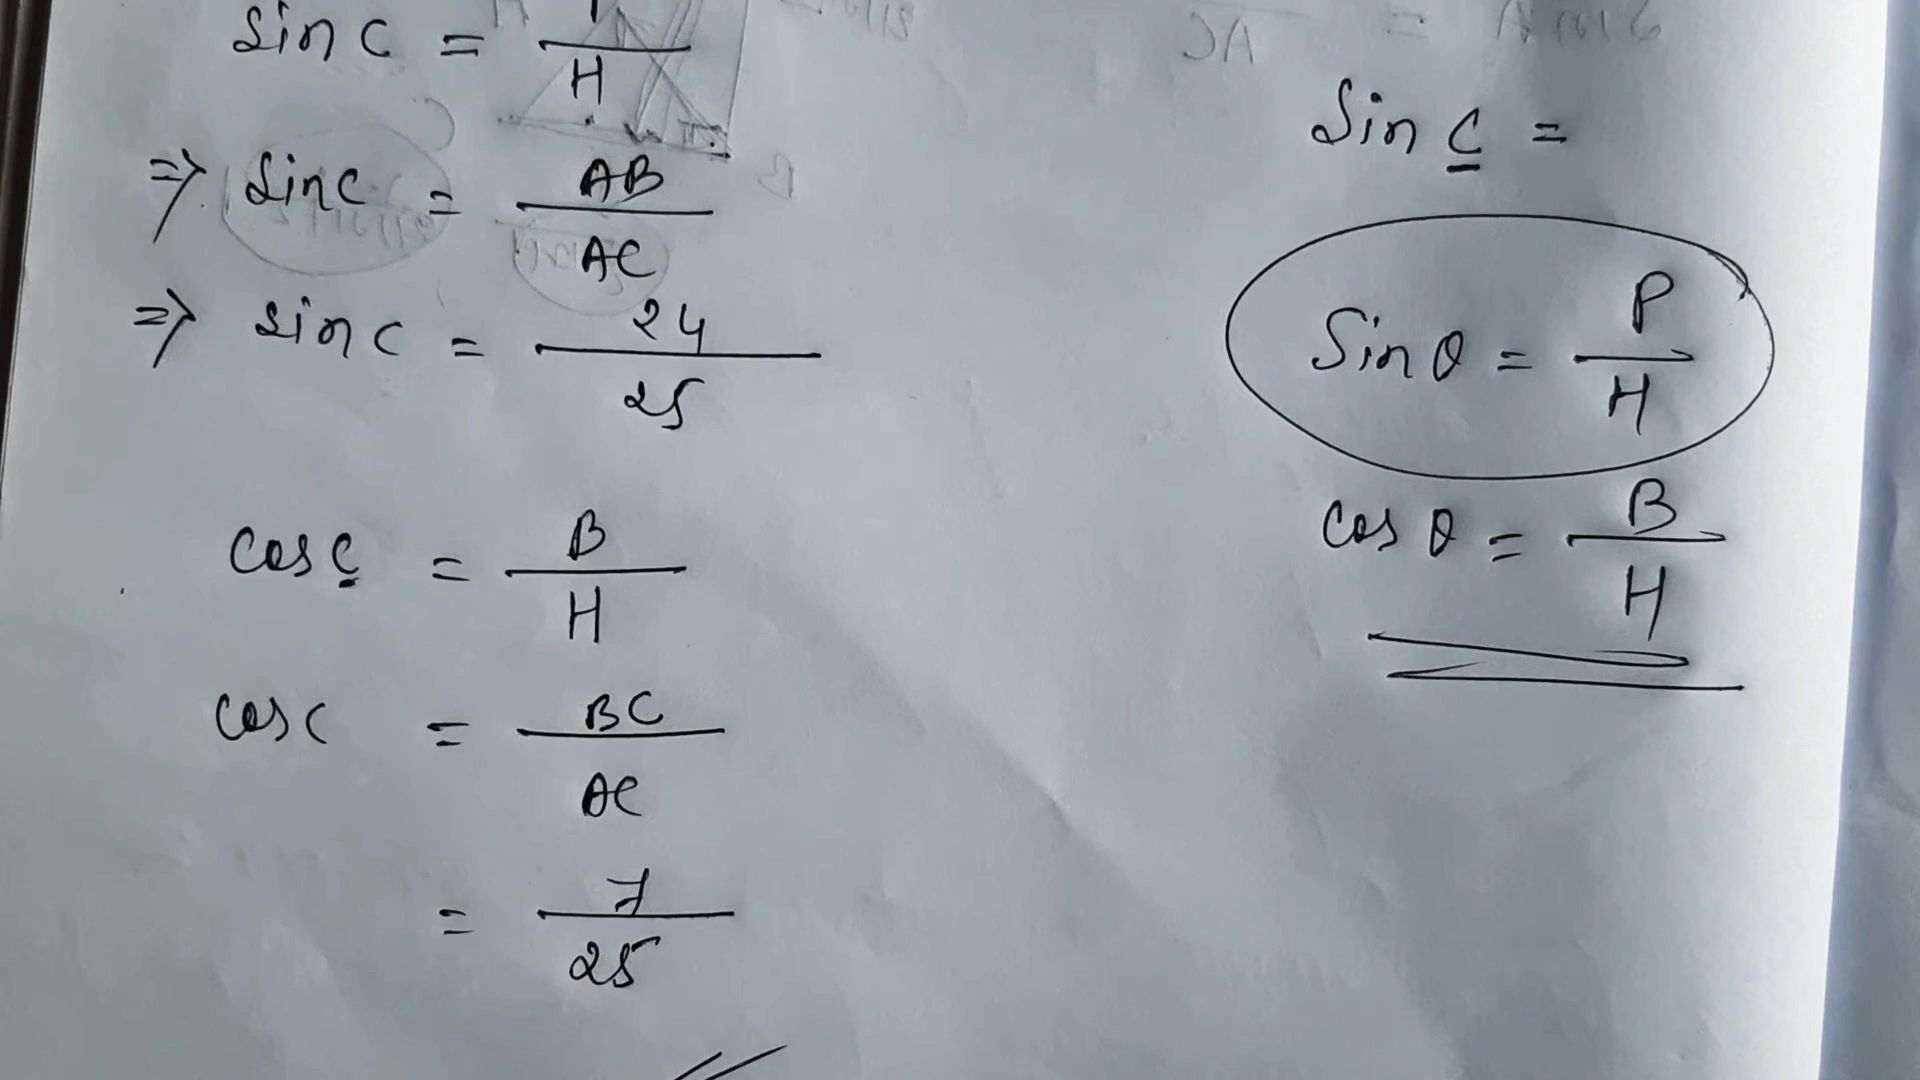 Sin C = P/H
⇒ Sin C = AB/AC
⇒ Sin C = 24/25
Cos C = B/H
Cos C = BC/AC
= 7/25
Sin C =
Sin θ = P/H
Cos θ = B/H